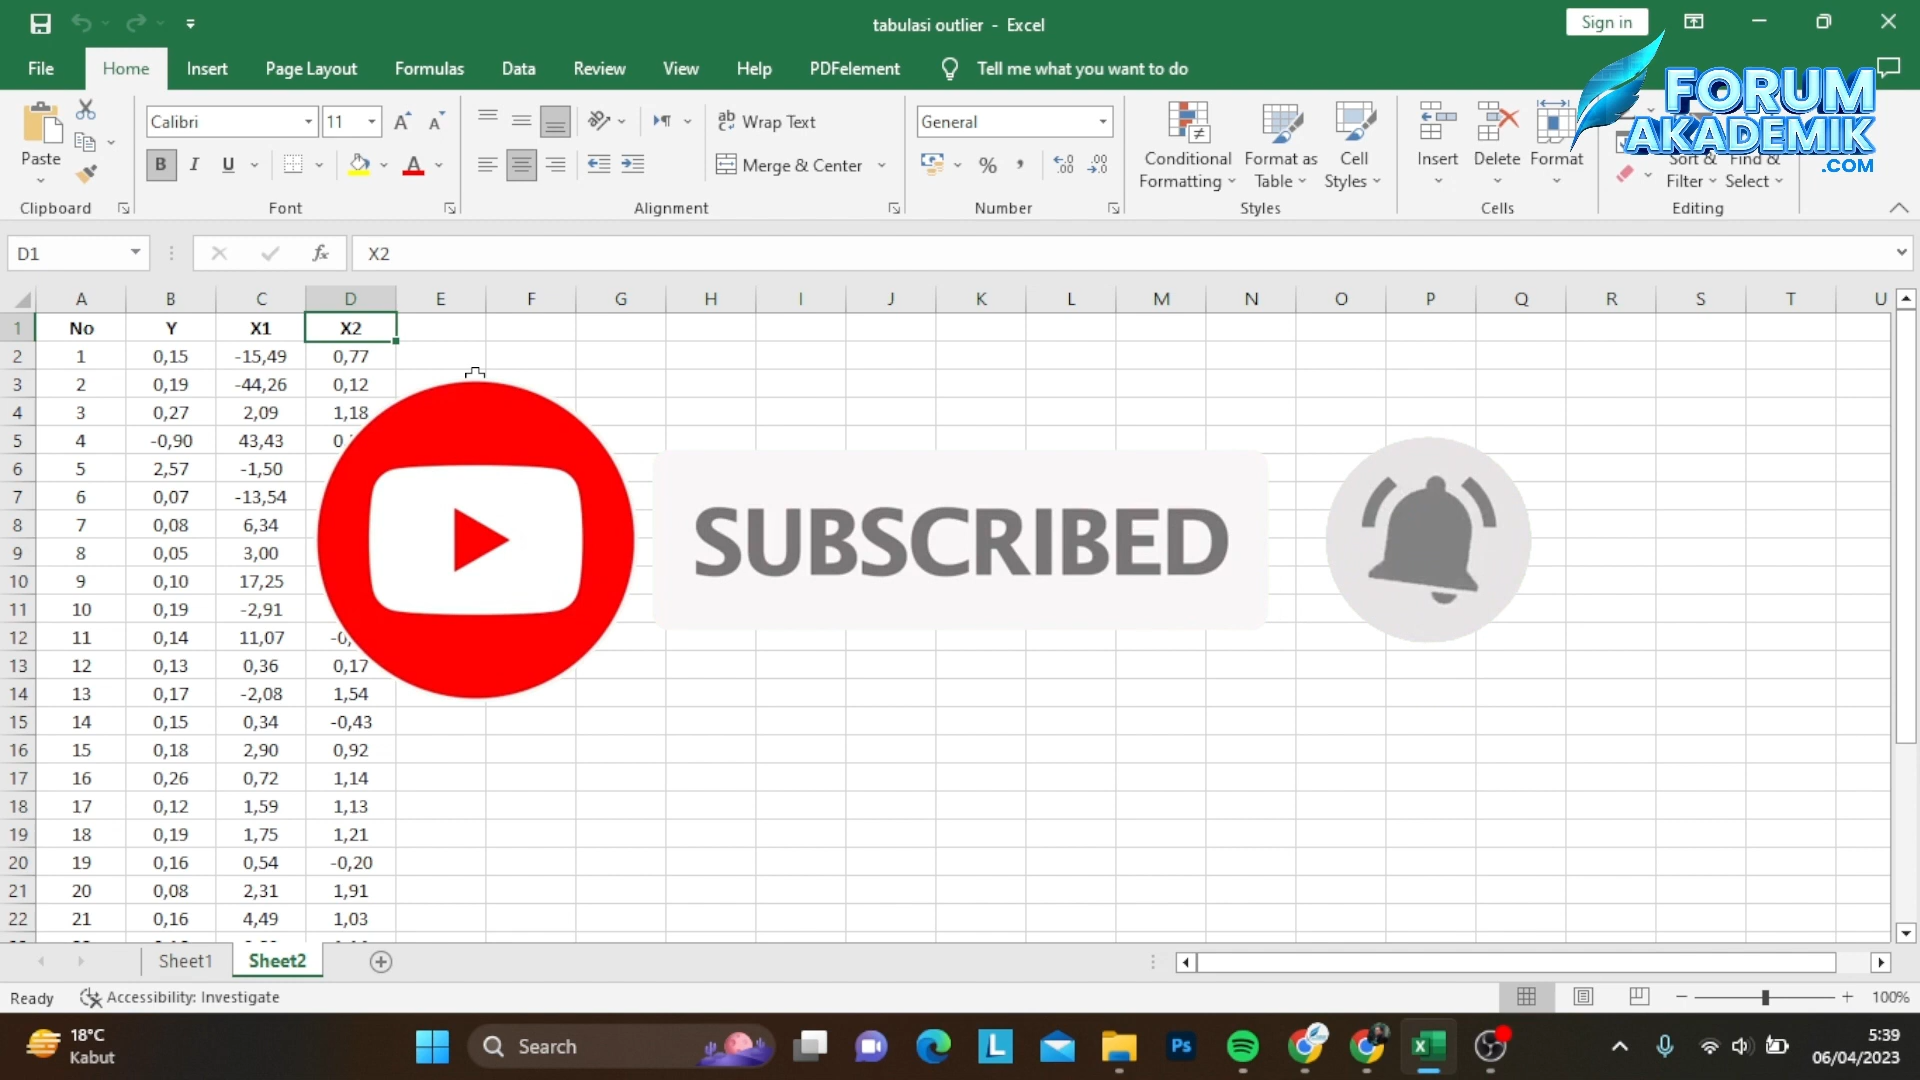 tabulasi outlier - Excel
Sign in
File Home Insert Page Layout Formulas Data Review View Help PDFelement Tell me what you want to do
FORUM
AKADEMIK
.COM
Paste
Clipboard
Calibri 11
B I U
Font
Wrap Text
Merge & Center
Alignment
General
Number
Conditional Formatting
Format as Table
Cell Styles
Styles
Insert Delete Format
Cells
Sort & Filter
Find & Select
Editing
D1 fx X2
A B C D E F G H I J K L M N O P Q R S T U
1 No Y X1 X2
2 1 0,15 -15,49 0,77
3 2 0,19 -44,26 0,12
4 3 0,27 2,09 1,18
5 4 -0,90 43,43
6 5 2,57 -1,50
7 6 0,07 -13,54
8 7 0,08 6,34
9 8 0,05 3,00
10 9 0,10 17,25
11 10 0,19 -2,91
12 11 0,14 11,07
13 12 0,13 0,36 0,17
14 13 0,17 -2,08 1,54
15 14 0,15 0,34 -0,43
16 15 0,18 2,90 0,92
17 16 0,26 0,72 1,14
18 17 0,12 1,59 1,13
19 18 0,19 1,75 1,21
20 19 0,16 0,54 -0,20
21 20 0,08 2,31 1,91
22 21 0,16 4,49 1,03
SUBSCRIBED
Sheet1 Sheet2
Ready Accessibility: Investigate 100%
18°C
Kabut
Search
L
Ps
5:39
06/04/2023